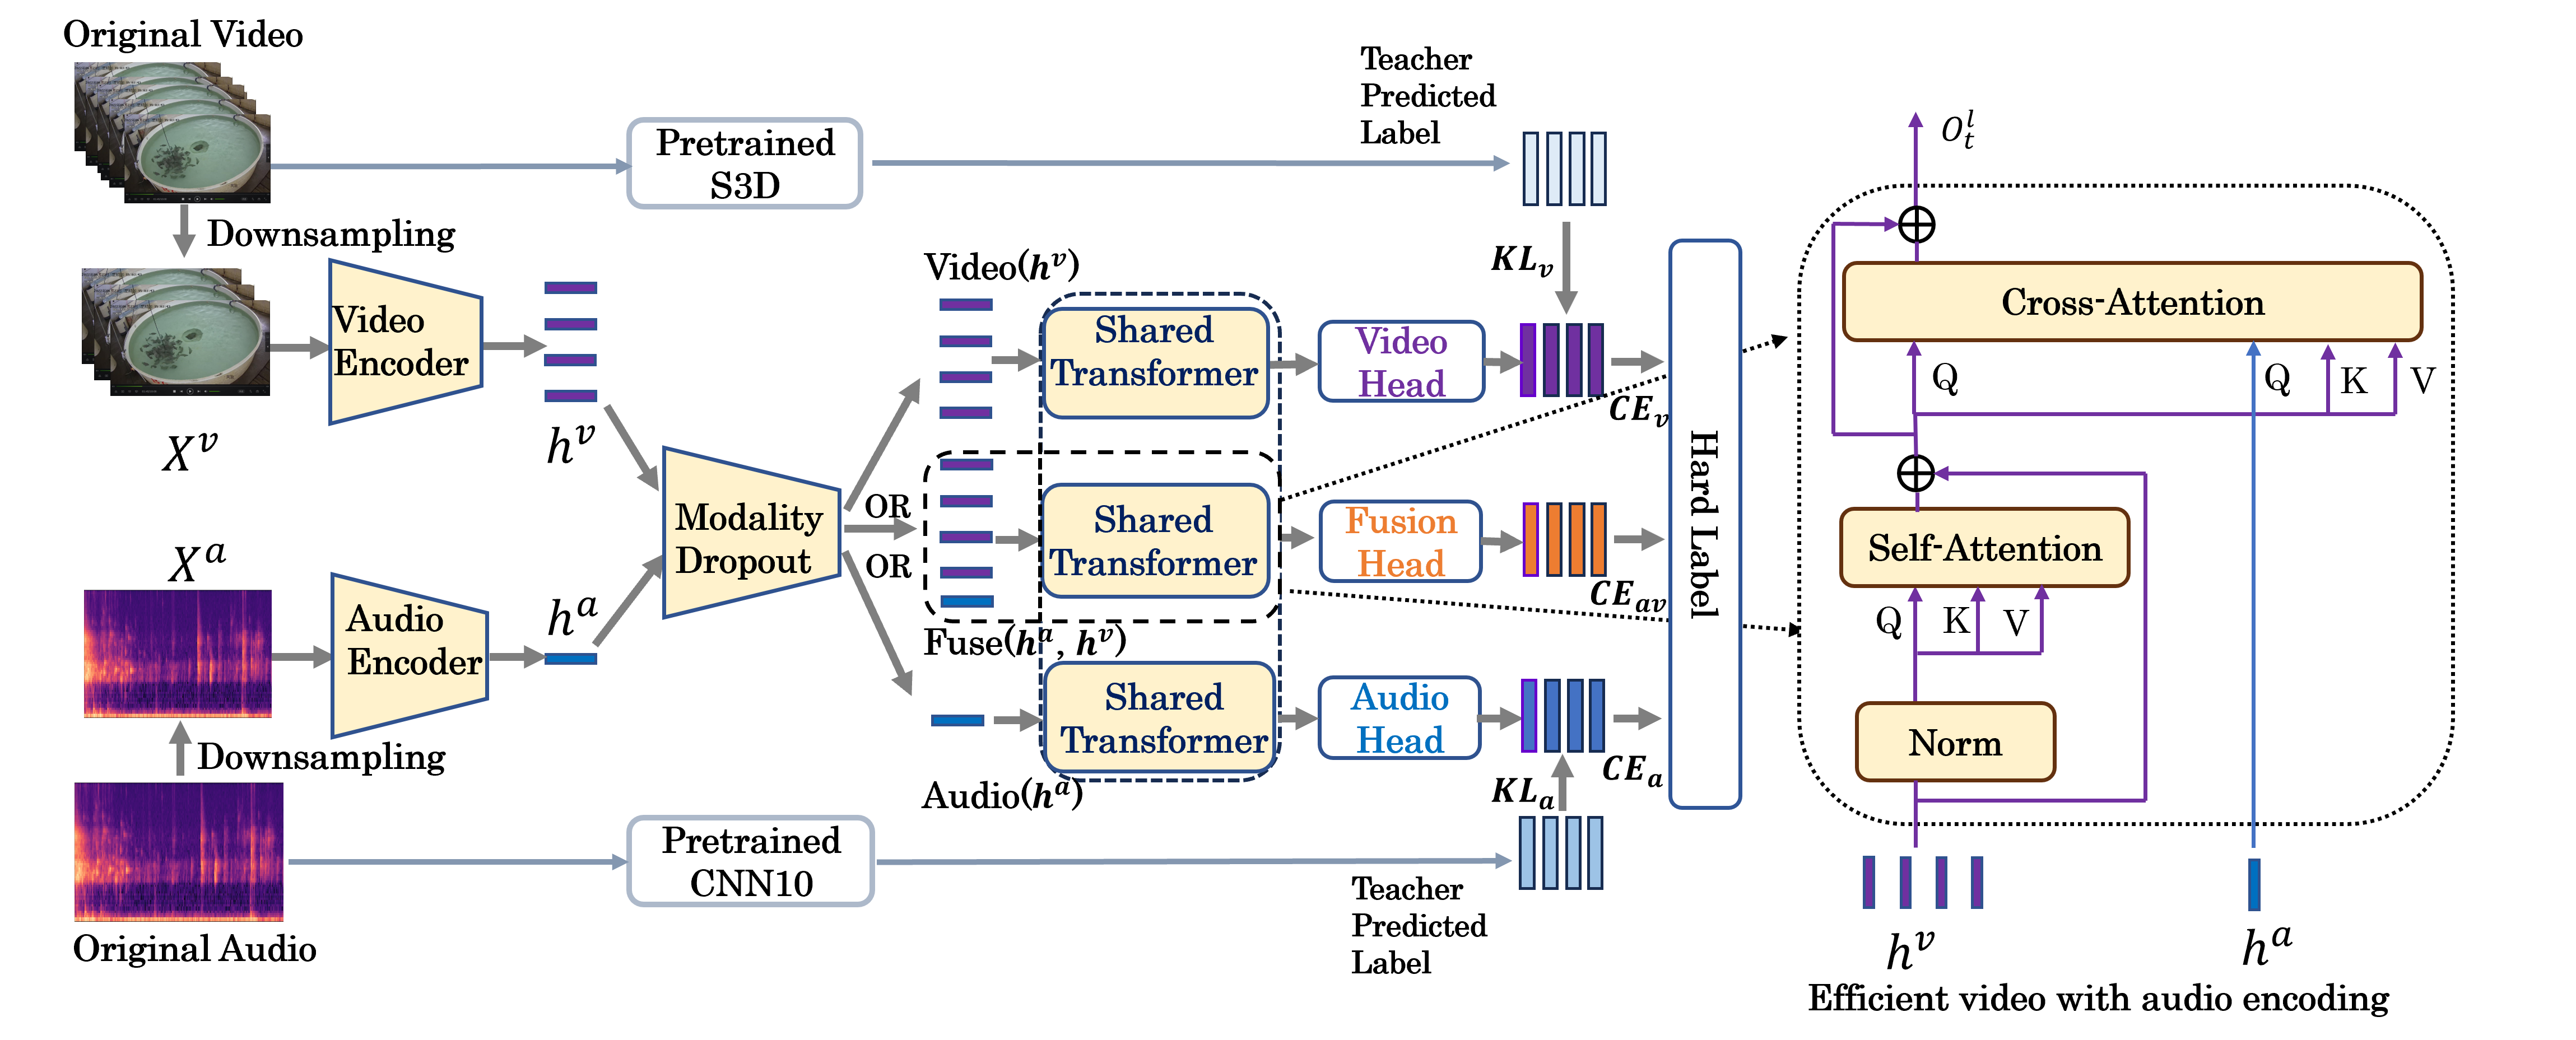 Original Video
Downsampling
X^v
Video
Encoder
h^v
X^a
Audio
Encoder
h^a
Downsampling
Original Audio
Pretrained
S3D
Pretrained
CNN10
Modality
Dropout
OR
OR
Video(h^v)
Shared
Transformer
Shared
Transformer
Fuse(h^a, h^v)
Shared
Transformer
Audio(h^a)
Video
Head
Fusion
Head
Audio
Head
Teacher
Predicted
Label
KL_v
CE_v
CE_av
CE_a
KL_a
Teacher
Predicted
Label
Hard Label
O_t^l
Cross-Attention
Q
Q
K
V
Self-Attention
Q
K
V
Norm
h^v
h^a
Efficient video with audio encoding